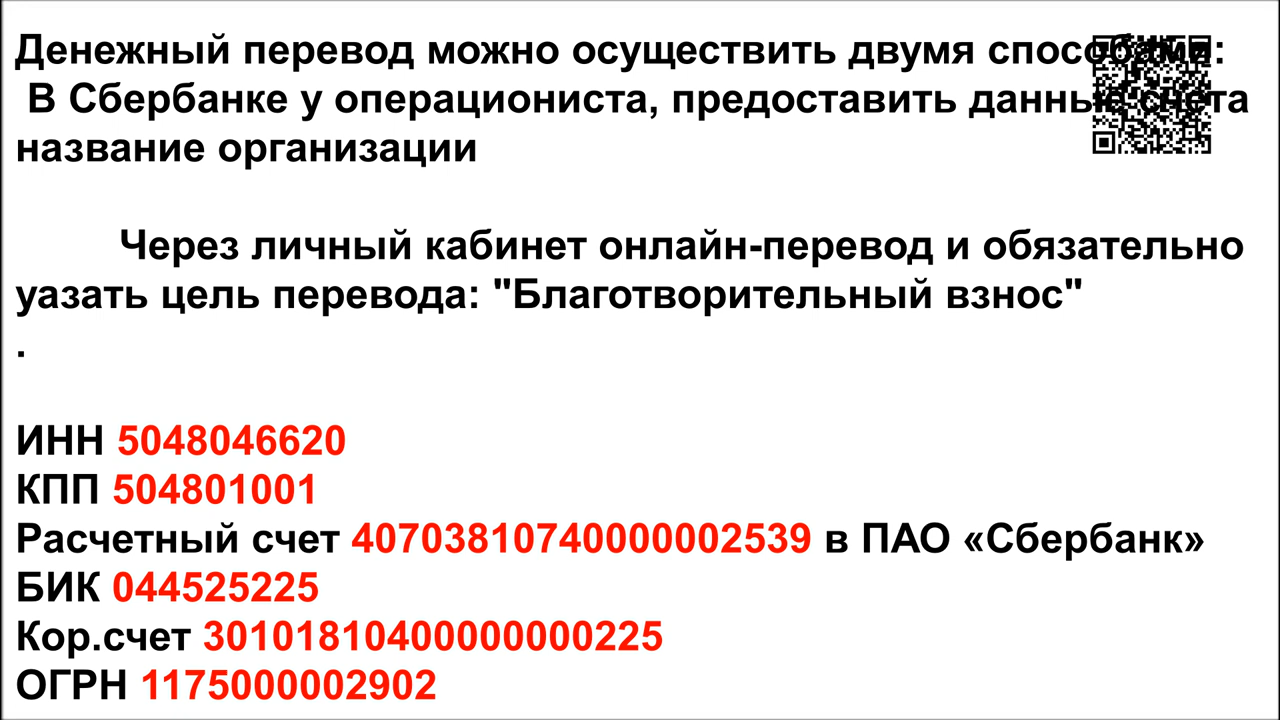 Денежный перевод можно осуществить двумя способами:
В Сбербанке у операциониста, предоставить данные счета
название организации
Через личный кабинет онлайн-перевод и обязательно
уазать цель перевода: "Благотворительный взнос"
.
ИНН 5048046620
КПП 504801001
Расчетный счет 40703810740000002539 в ПАО «Сбербанк»
БИК 044525225
Кор.счет 30101810400000000225
ОГРН 1175000002902